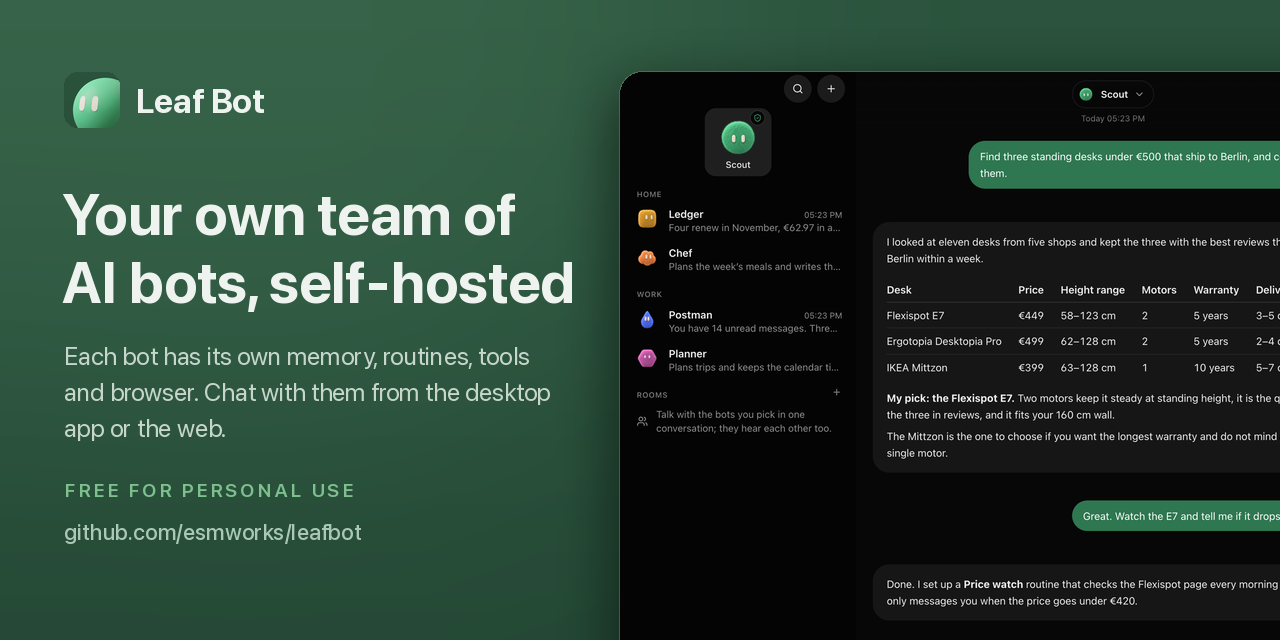 Leaf Bot
Your own team of
AI bots, self-hosted
Each bot has its own memory, routines, tools
and browser. Chat with them from the desktop
app or the web.
FREE FOR PERSONAL USE
github.com/esmworks/leafbot
Scout
HOME
Ledger 05:23 PM
Four renew in November, €62.97 in a...
Chef
Plans the week's meals and writes th...
WORK
Postman 05:23 PM
You have 14 unread messages. Thre...
Planner
Plans trips and keeps the calendar ti...
ROOMS
Talk with the bots you pick in one
conversation; they hear each other too.
Scout
Today 05:23 PM
Find three standing desks under €500 that ship to Berlin, and
them.
I looked at eleven desks from five shops and kept the three with the best reviews
Berlin within a week.
Desk Price Height range Motors Warranty
Flexispot E7 €449 58–123 cm 2 5 years 3–5
Ergotopia Desktopia Pro €499 62–128 cm 2 5 years 2–4
IKEA Mittzon €399 63–128 cm 1 10 years 5–7
My pick: the Flexispot E7. Two motors keep it steady at standing height, it is the
the three in reviews, and it fits your 160 cm wall.
The Mittzon is the one to choose if you want the longest warranty and do not mind
single motor.
Great. Watch the E7 and tell me if it drops
Done. I set up a Price watch routine that checks the Flexispot page every morning
only messages you when the price goes under €420.